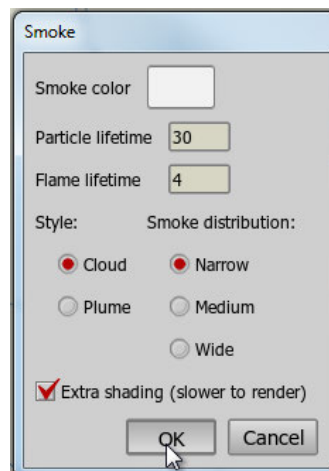 Smoke
Smoke color
Particle lifetime 30
Flame lifetime 4
Style: Smoke distribution:
Cloud Narrow
Plume Medium
Wide
Extra shading (slower to render)
OK Cancel